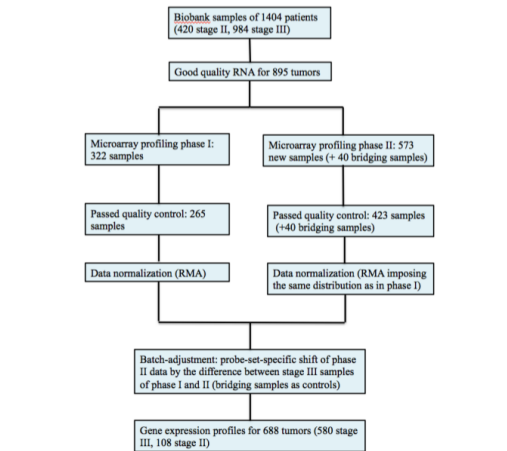 Biobank samples of 1404 patients
(420 stage II, 984 stage III)
Good quality RNA for 895 tumors
Microarray profiling phase I:
322 samples
Microarray profiling phase II: 573
new samples (+ 40 bridging samples)
Passed quality control: 265
samples
Passed quality control: 423 samples
(+40 bridging samples)
Data normalization (RMA)
Data normalization (RMA imposing
the same distribution as in phase I)
Batch-adjustment: probe-set-specific shift of phase
II data by the difference between stage III samples
of phase I and II (bridging samples as controls)
Gene expression profiles for 688 tumors (580 stage
III, 108 stage II)